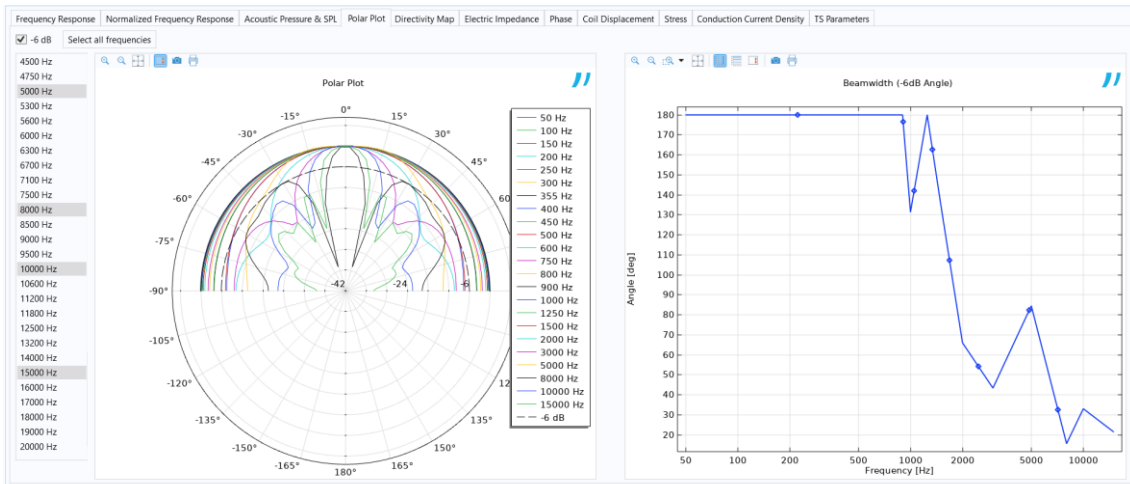 Frequency Response Normalized Frequency Response Acoustic Pressure & SPL Polar Plot Directivity Map Electric Impedance Phase Coil Displacement Stress Conduction Current Density TS Parameters
-6 dB Select all frequencies
4500 Hz
4750 Hz
5000 Hz
5300 Hz
5600 Hz
6000 Hz
6300 Hz
6700 Hz
7100 Hz
7500 Hz
8000 Hz
8500 Hz
9000 Hz
9500 Hz
10000 Hz
10600 Hz
11200 Hz
11800 Hz
12500 Hz
13200 Hz
14000 Hz
15000 Hz
16000 Hz
17000 Hz
18000 Hz
19000 Hz
20000 Hz
Polar Plot
0°
-15° 15°
-30° 30°
-45° 45°
-60° 60
-75°
-90°
-42 -24 -6
-105°
-120° 12
-135° 135°
-150° 150°
-165° 165°
180°
50 Hz
100 Hz
150 Hz
200 Hz
250 Hz
300 Hz
355 Hz
400 Hz
450 Hz
500 Hz
600 Hz
750 Hz
800 Hz
900 Hz
1000 Hz
1250 Hz
1500 Hz
2000 Hz
3000 Hz
5000 Hz
8000 Hz
10000 Hz
15000 Hz
-6 dB
Beamwidth (-6dB Angle)
Angle [deg]
180
170
160
150
140
130
120
110
100
90
80
70
60
50
40
30
20
50 100 200 500 1000 2000 5000 10000
Frequency [Hz]